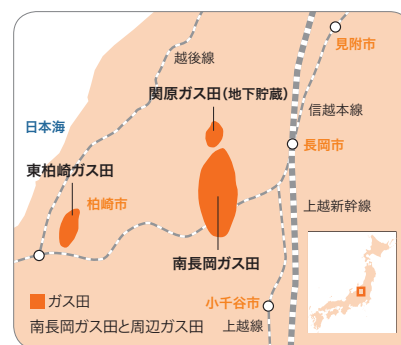 越後線
見附市
関原ガス田(地下貯蔵)
信越本線
日本海
長岡市
東柏崎ガス田
柏崎市
上越新幹線
南長岡ガス田
小千谷市
ガス田
南長岡ガス田と周辺ガス田
上越線